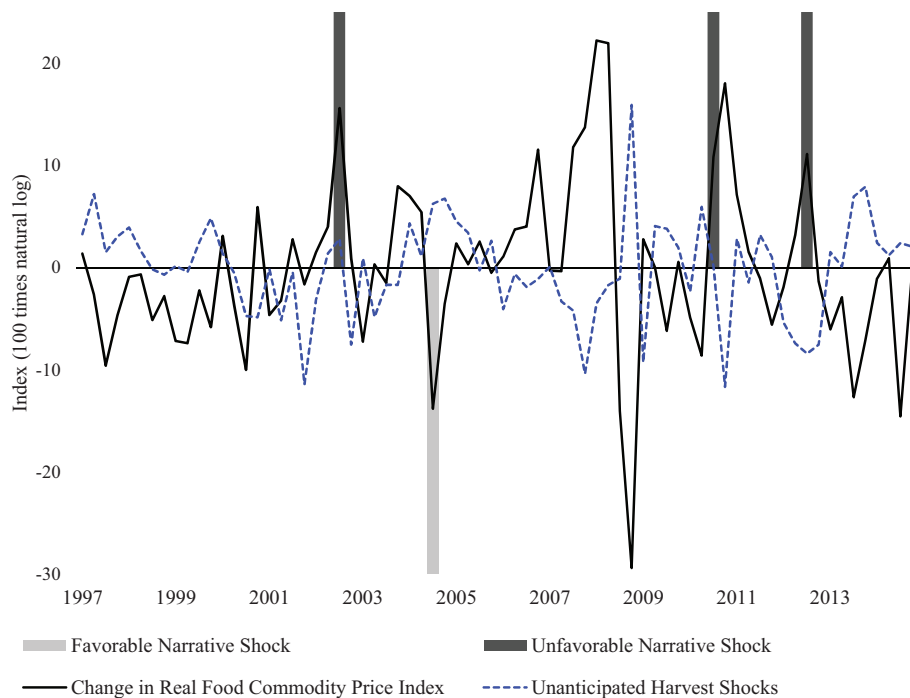 Index (100 times natural log)
20
10
0
-10
-20
-30
1997 1999 2001 2003 2005 2007 2009 2011 2013
Favorable Narrative Shock Unfavorable Narrative Shock
Change in Real Food Commodity Price Index Unanticipated Harvest Shocks